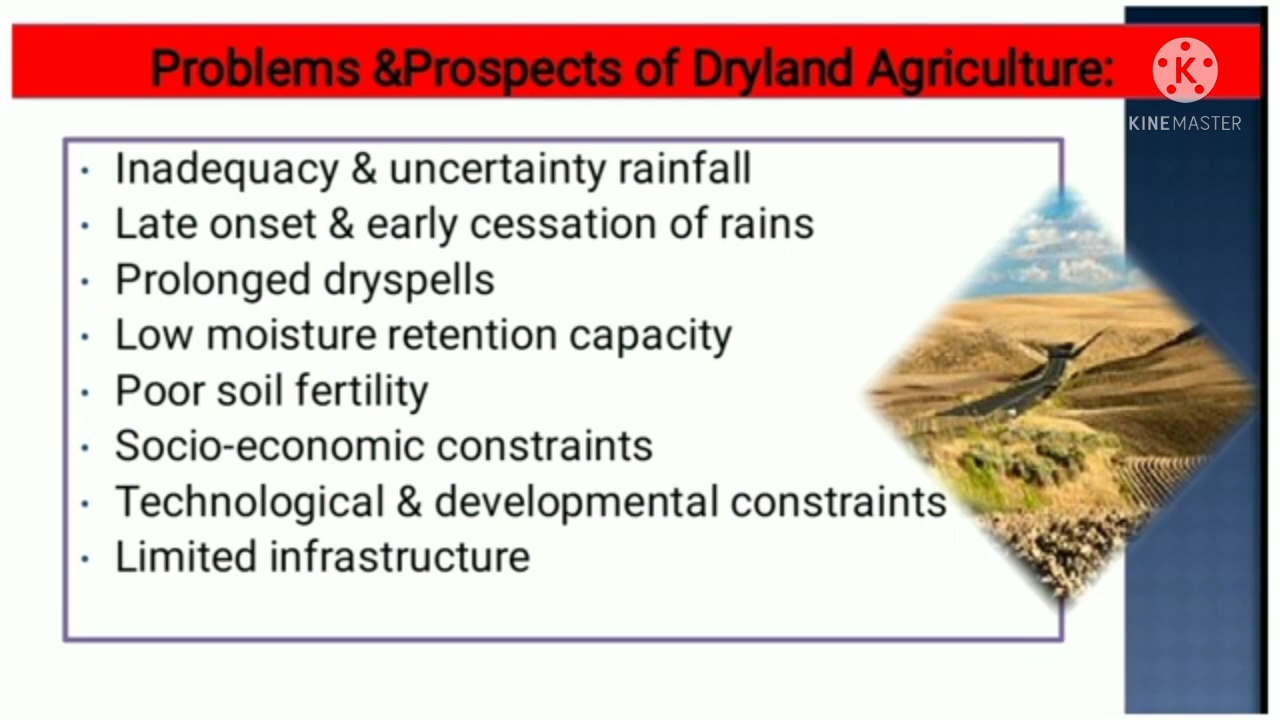 Problems &Prospects of Dryland Agriculture:
K
KINEMASTER
· Inadequacy & uncertainty rainfall
· Late onset & early cessation of rains
· Prolonged dryspells
· Low moisture retention capacity
· Poor soil fertility
· Socio-economic constraints
· Technological & developmental constraints
· Limited infrastructure